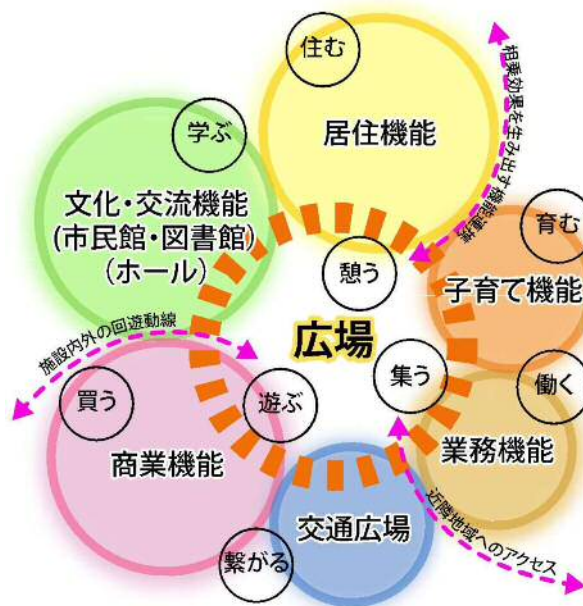 住む
居住機能
相乗効果を生み出す機能連携
学ぶ
文化・交流機能
(市民館・図書館)
(ホール)
育む
子育て機能
憩う
広場
集う
遊ぶ
施設内外の回遊動線
買う
商業機能
働く
業務機能
交通広場
繋がる
近隣地域へのアクセス